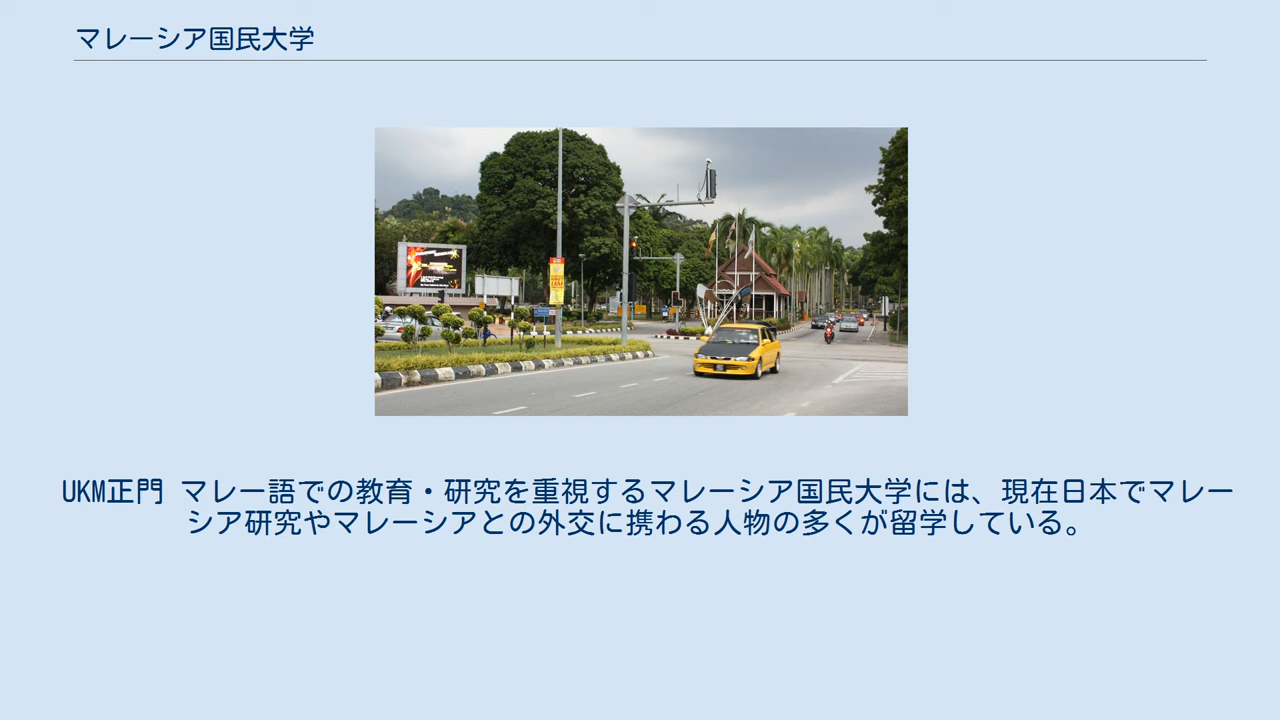 マレーシア国民大学
UKM正門 マレー語での教育・研究を重視するマレーシア国民大学には、現在日本でマレー
シア研究やマレーシアとの外交に携わる人物の多くが留学している。